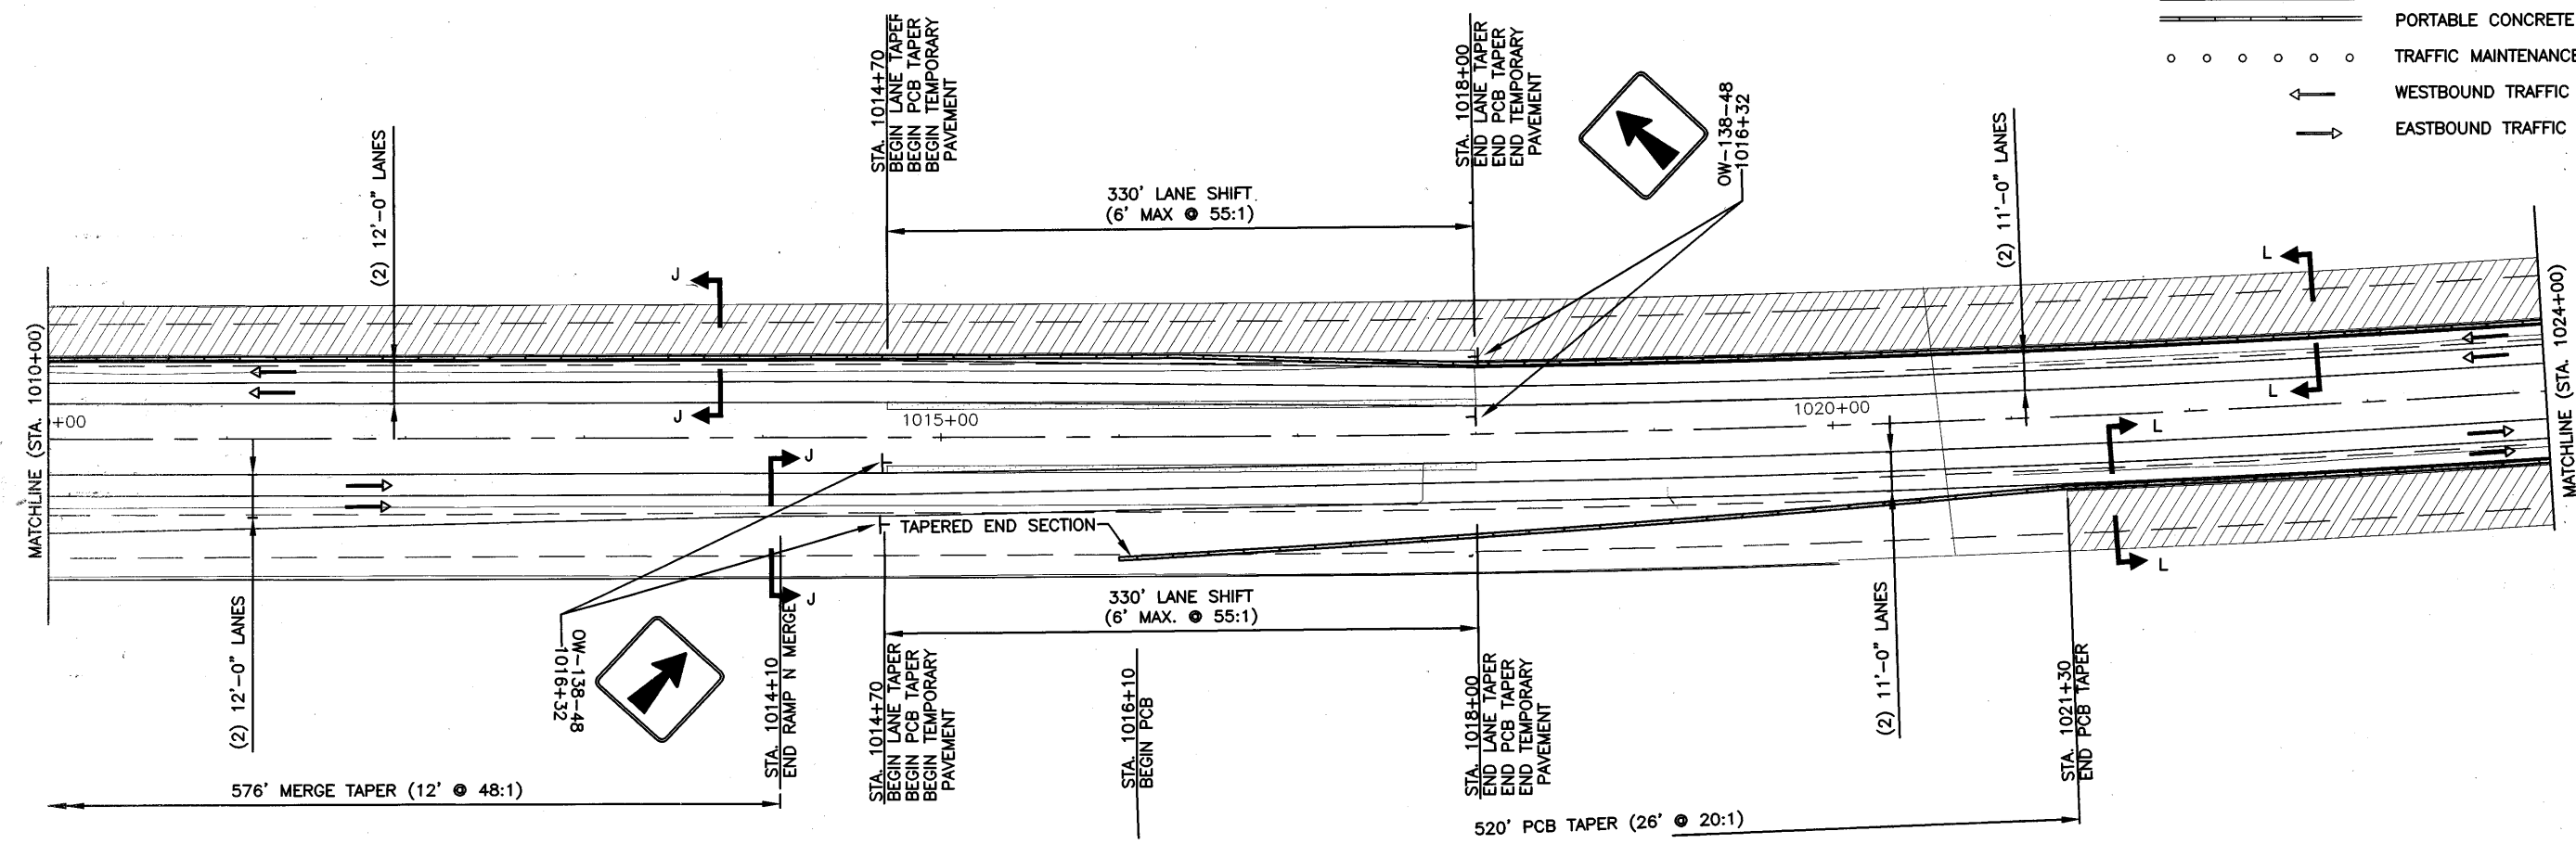 PORTABLE CONCRETE
TRAFFIC MAINTENANCE
WESTBOUND TRAFFIC
EASTBOUND TRAFFIC
STA. 1014+70
BEGIN LANE TAPER
BEGIN PCB TAPER
BEGIN TEMPORARY
PAVEMENT
STA. 1018+00
END LANE TAPER
END PCB TAPER
END TEMPORARY
PAVEMENT
OW-138-48
1016+32
(2) 12'-0" LANES
330' LANE SHIFT
(6' MAX @ 55:1)
(2) 11'-0" LANES
J
L
MATCHLINE (STA. 1010+00)
MATCHLINE (STA. 1024+00)
J
L
+00
1015+00
1020+00
J
L
TAPERED END SECTION
J
L
(2) 12'-0" LANES
OW-138-48
1016+32
STA. 1014+10
END RAMP N MERGE
330' LANE SHIFT
(6' MAX. @ 55:1)
STA. 1014+70
BEGIN LANE TAPER
BEGIN PCB TAPER
BEGIN TEMPORARY
PAVEMENT
STA. 1016+10
BEGIN PCB
STA. 1018+00
END LANE TAPER
END PCB TAPER
END TEMPORARY
PAVEMENT
(2) 11'-0" LANES
STA. 1021+30
END PCB TAPER
576' MERGE TAPER (12' @ 48:1)
520' PCB TAPER (26' @ 20:1)